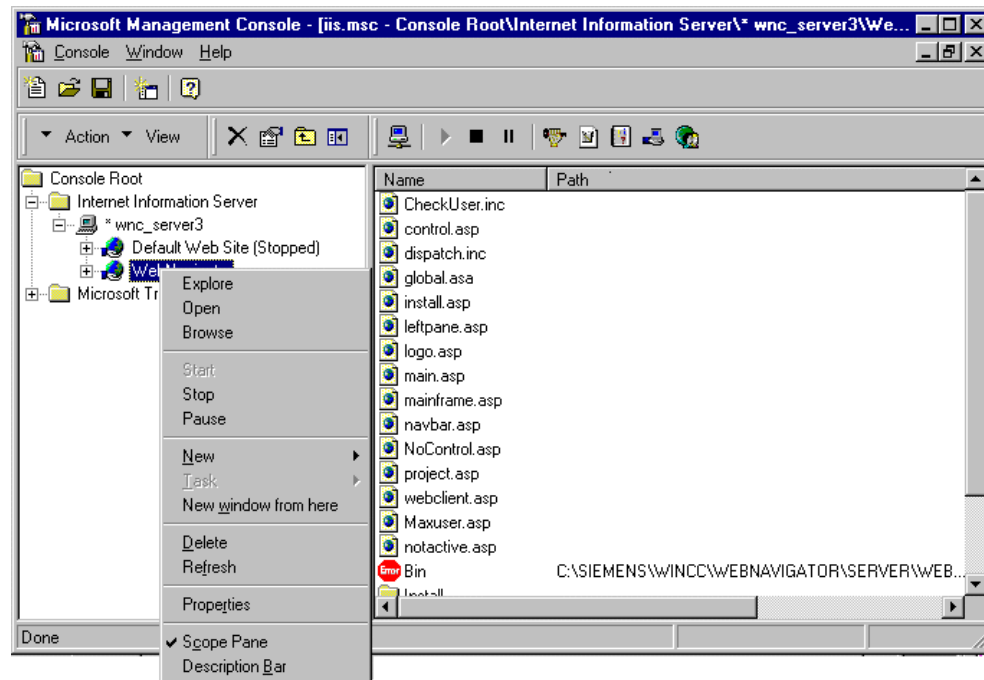 Microsoft Management Console - [iis.msc - Console Root\Internet Information Server\* wnc_server3\We...
Console Window Help
Action View
Console Root
Internet Information Server
* wnc_server3
Default Web Site (Stopped)
Microsoft Tr
Explore
Open
Browse
Start
Stop
Pause
New
Task
New window from here
Delete
Refresh
Properties
Scope Pane
Description Bar
Name Path
CheckUser.inc
control.asp
dispatch.inc
global.asa
install.asp
leftpane.asp
logo.asp
main.asp
mainframe.asp
navbar.asp
NoControl.asp
project.asp
webclient.asp
Maxuser.asp
notactive.asp
Error Bin C:\SIEMENS\WINCC\WEBNAVIGATOR\SERVER\WEB...
Install
Done